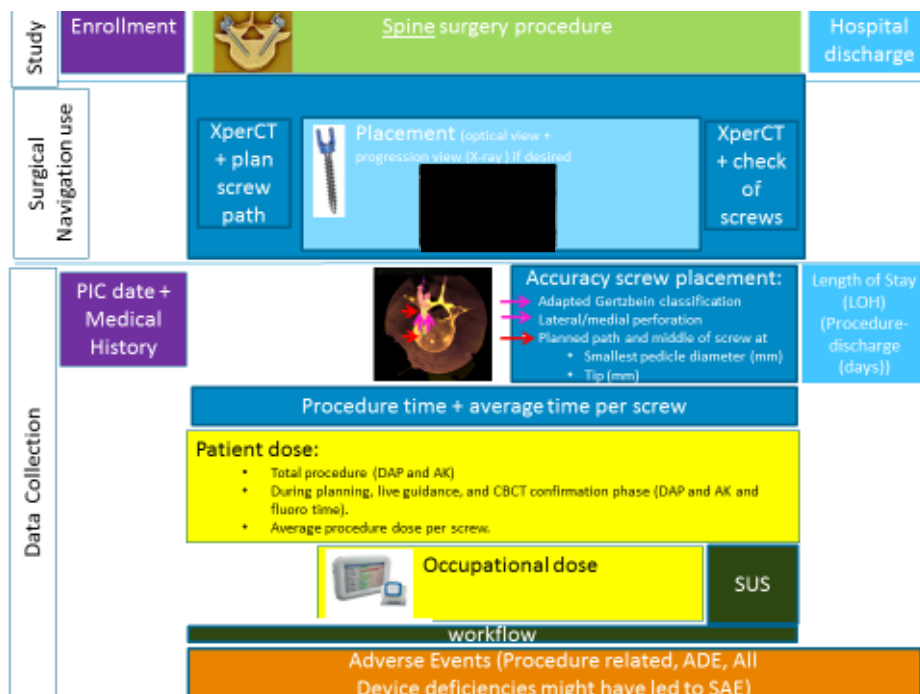 Study
Enrollment
Spine surgery procedure
Hospital
discharge
Surgical
Navigation use
XperCT
+ plan
screw
path
Placement (optical view +
progression view (X-ray) if desired
XperCT
+ check
of
screws
Data Collection
PIC date +
Medical
History
Accuracy screw placement:
Adapted Gertzbein classification
Lateral/medial perforation
Planned path and middle of screw at
• Smallest pedicle diameter (mm)
• Tip (mm)
Length of Stay
(LOH)
(Procedure-
discharge
(days))
Procedure time + average time per screw
Patient dose:
• Total procedure (DAP and AK)
• During planning, live guidance, and CBCT confirmation phase (DAP and AK and
fluoro time).
• Average procedure dose per screw.
Occupational dose
SUS
workflow
Adverse Events (Procedure related, ADE, All
Device deficiencies might have led to SAE)